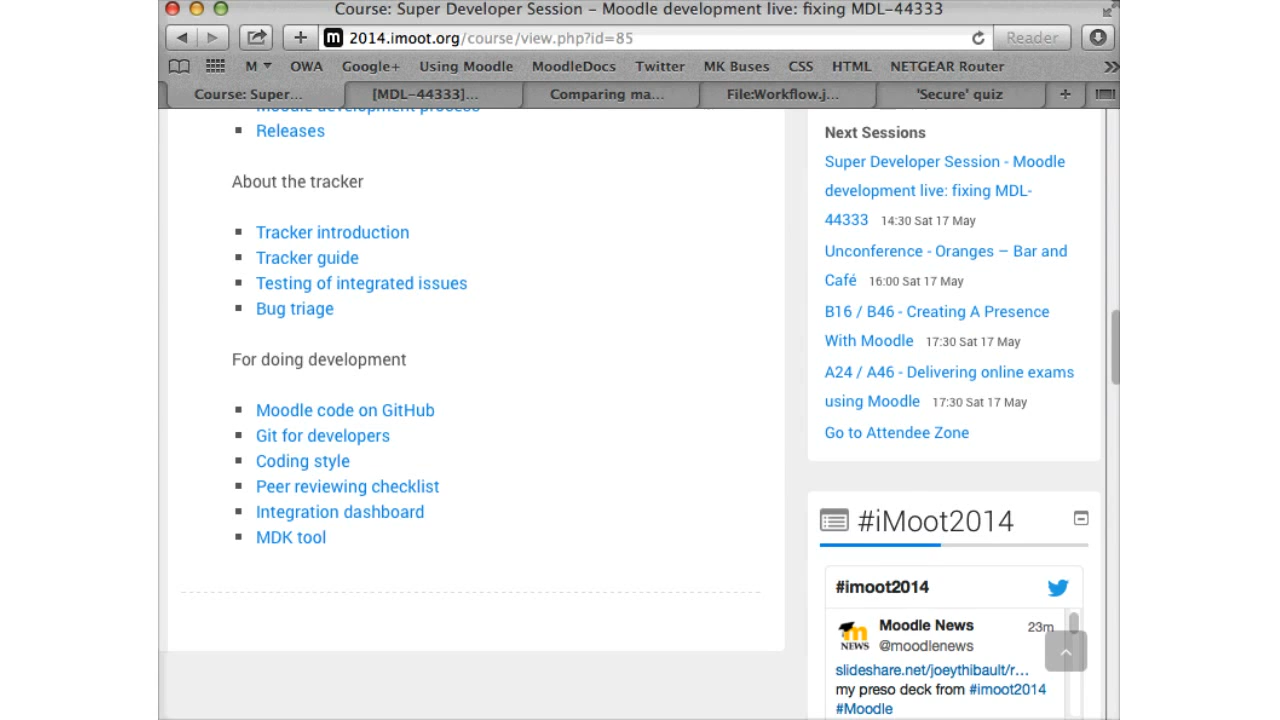 Course: Super Developer Session – Moodle development live: fixing MDL–44333
2014.imoot.org/course/view.php?id=85
Reader
M
OWA
Google+
Using Moodle
MoodleDocs
Twitter
MK Buses
CSS
HTML
NETGEAR Router
Course: Super...
[MDL–44333]...
Comparing ma...
File:Workflow.j...
'Secure' quiz
Moodle development process
Releases
About the tracker
Tracker introduction
Tracker guide
Testing of integrated issues
Bug triage
For doing development
Moodle code on GitHub
Git for developers
Coding style
Peer reviewing checklist
Integration dashboard
MDK tool
Next Sessions
Super Developer Session - Moodle
development live: fixing MDL-
44333 14:30 Sat 17 May
Unconference - Oranges – Bar and
Café 16:00 Sat 17 May
B16 / B46 - Creating A Presence
With Moodle 17:30 Sat 17 May
A24 / A46 - Delivering online exams
using Moodle 17:30 Sat 17 May
Go to Attendee Zone
#iMoot2014
#imoot2014
m
NEWS
Moodle News
23m
@moodlenews
slideshare.net/joeythibault/r…
my preso deck from #imoot2014
#Moodle